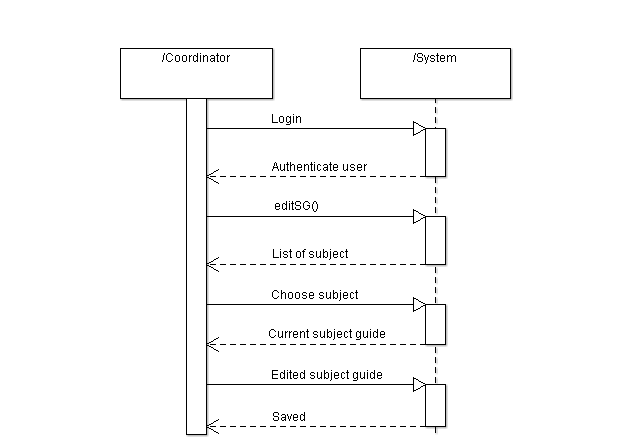 /Coordinator
/System
Login
Authenticate user
editSG()
List of subject
Choose subject
Current subject guide
Edited subject guide
Saved